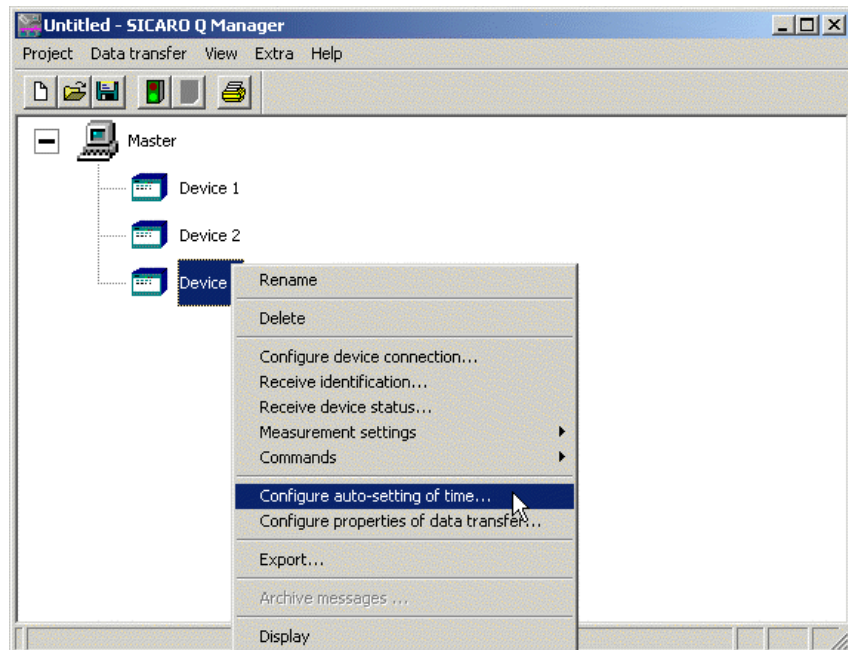 Untitled - SICARO Q Manager
Project Data transfer View Extra Help
Master
Device 1
Device 2
Device
Rename
Delete
Configure device connection...
Receive identification...
Receive device status...
Measurement settings
Commands
Configure auto-setting of time...
Configure properties of data transfer...
Export...
Archive messages ...
Display